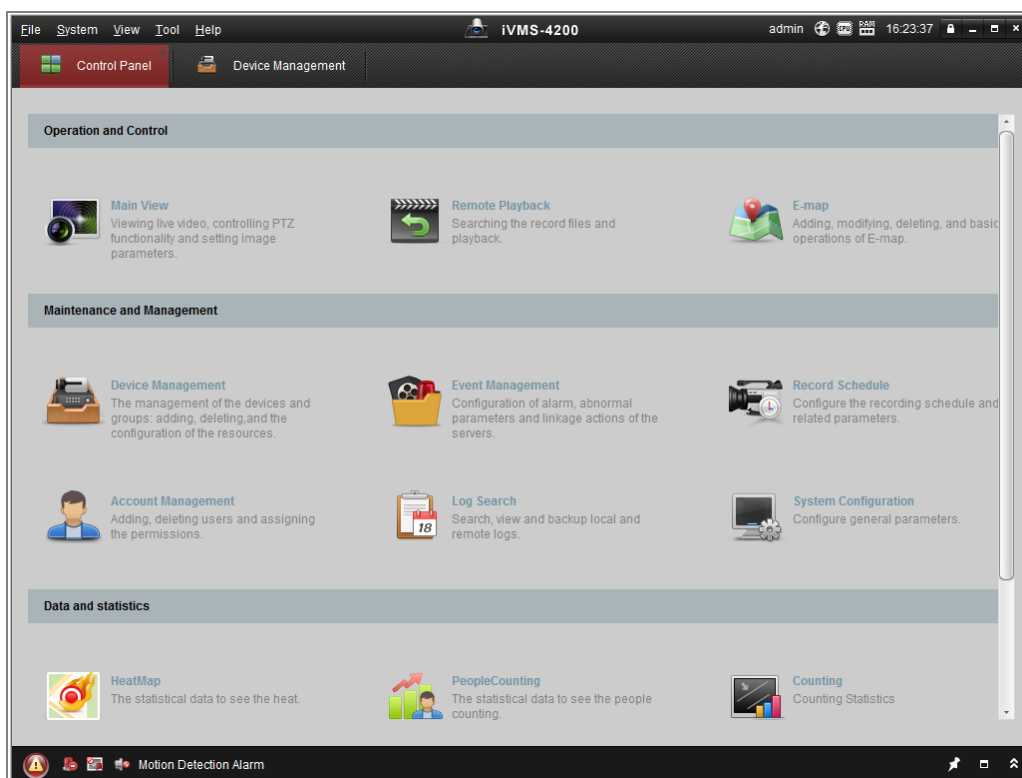 File System View Tool Help iVMS-4200 admin CPU RAM 16:23:37
Control Panel Device Management
Operation and Control
Main View
Viewing live video, controlling PTZ
functionality and setting image
parameters.
Remote Playback
Searching the record files and
playback.
E-map
Adding, modifying, deleting, and basic
operations of E-map.
Maintenance and Management
Device Management
The management of the devices and
groups: adding, deleting,and the
configuration of the resources.
Event Management
Configuration of alarm, abnormal
parameters and linkage actions of the
servers.
Record Schedule
Configure the recording schedule and
related parameters.
Account Management
Adding, deleting users and assigning
the permissions.
18
Log Search
Search, view and backup local and
remote logs.
System Configuration
Configure general parameters.
Data and statistics
HeatMap
The statistical data to see the heat.
PeopleCounting
The statistical data to see the people
counting.
Counting
Counting Statistics
Motion Detection Alarm